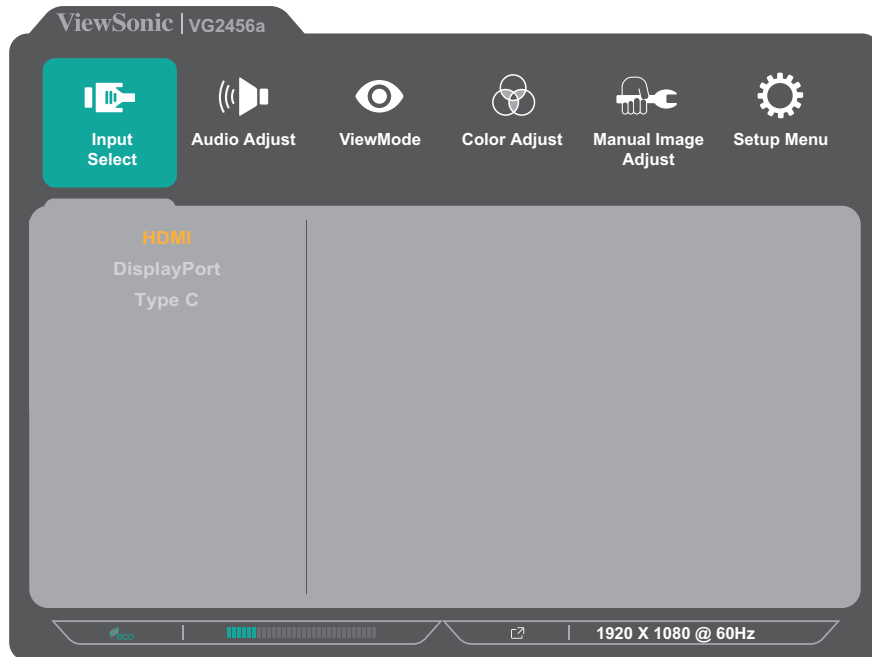 ViewSonic | VG2456a
Input
Select
Audio Adjust
ViewMode
Color Adjust
Manual Image
Adjust
Setup Menu
HDMI
DisplayPort
Type C
eco
1920 X 1080 @ 60Hz